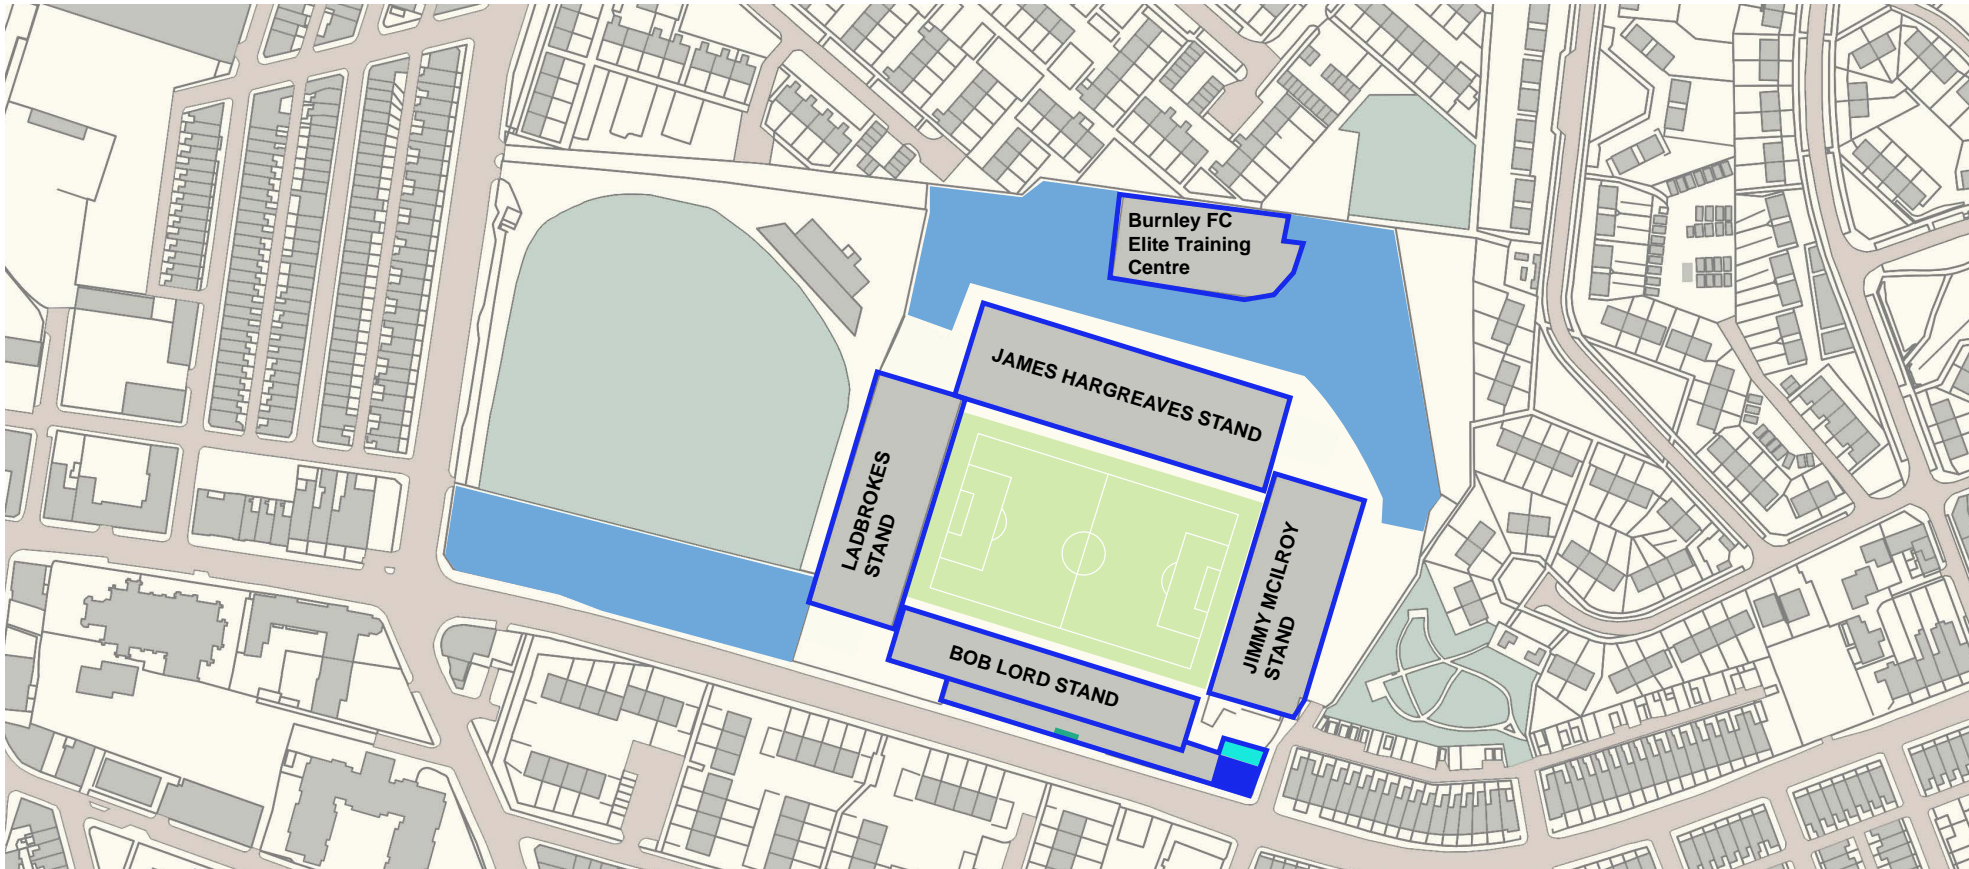 Burnley FC
Elite Training
Centre
JAMES HARGREAVES STAND
LADBROKES
STAND
JIMMY MCILROY
STAND
BOB LORD STAND